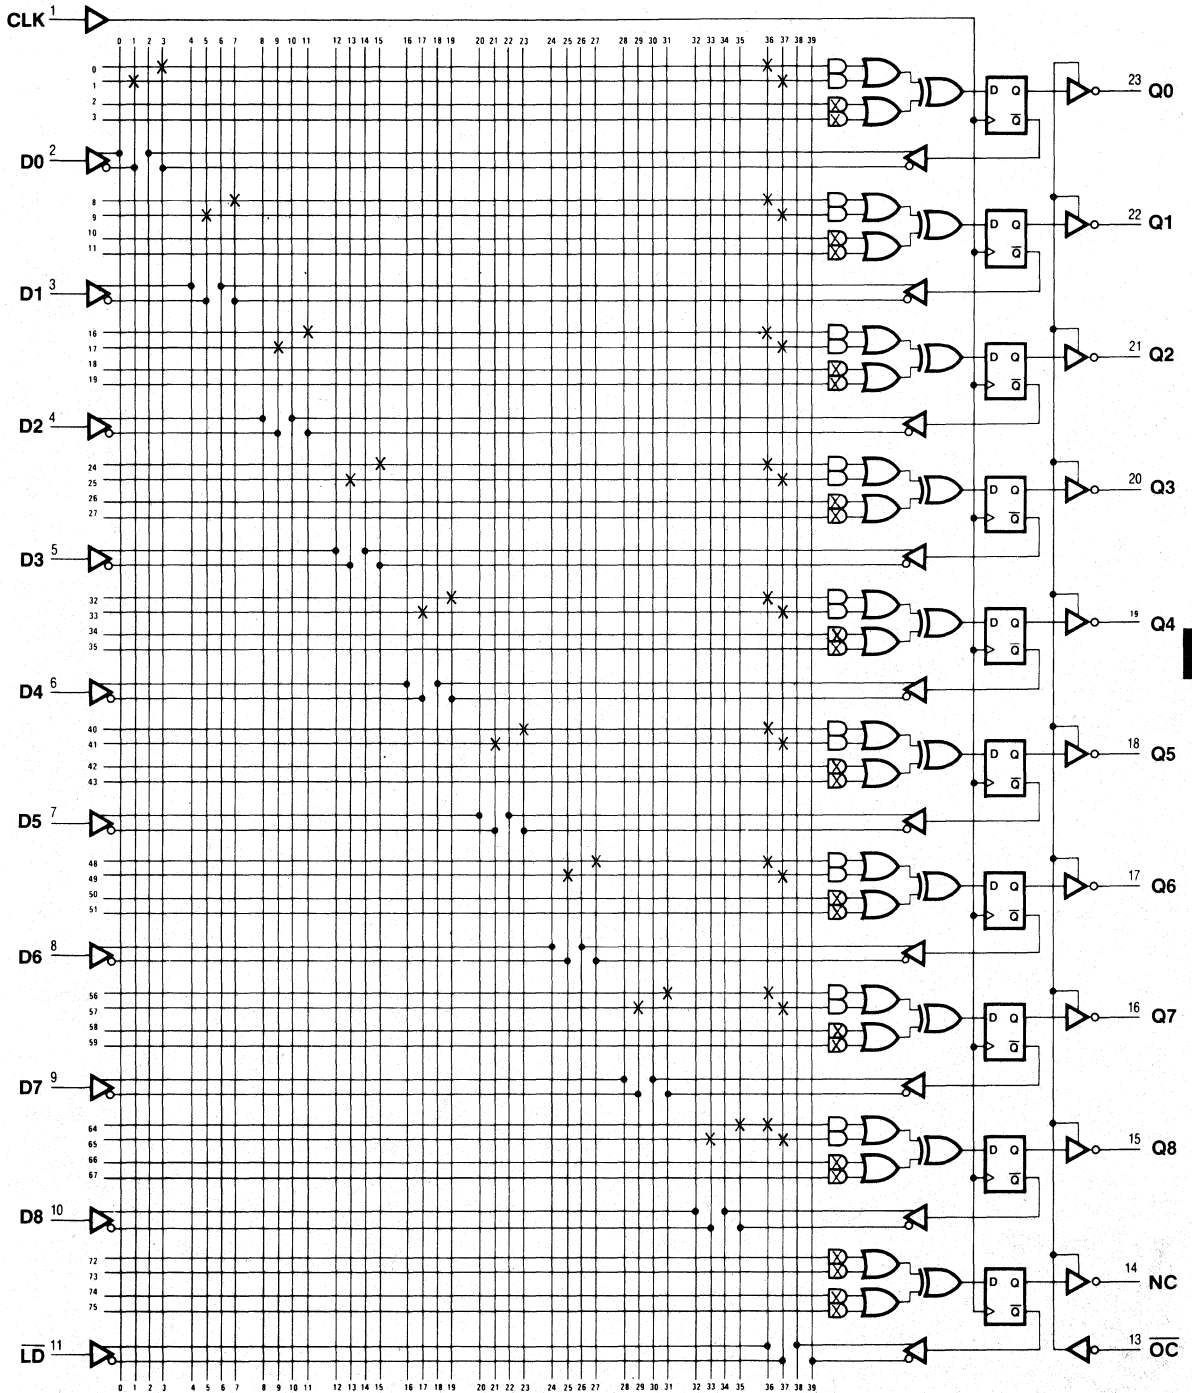 CLK 1
0 1 2 3 4 5 6 7 8 9 10 11 12 13 14 15 16 17 18 19 20 21 22 23 24 25 26 27 28 29 30 31 32 33 34 35 36 37 38 39
0
1
2
3
D Q
Q̅
23 Q0
D0 2
8
9
10
11
D Q
Q̅
22 Q1
D1 3
16
17
18
19
D Q
Q̅
21 Q2
D2 4
24
25
26
27
D Q
Q̅
20 Q3
D3 5
32
33
34
35
D Q
Q̅
19 Q4
D4 6
40
41
42
43
D Q
Q̅
18 Q5
D5 7
48
49
50
51
D Q
Q̅
17 Q6
D6 8
56
57
58
59
D Q
Q̅
16 Q7
D7 9
64
65
66
67
D Q
Q̅
15 Q8
D8 10
72
73
74
75
D Q
Q̅
14 NC
L̅D̅ 11
13 O̅C̅
0 1 2 3 4 5 6 7 8 9 10 11 12 13 14 15 16 17 18 19 20 21 22 23 24 25 26 27 28 29 30 31 32 33 34 35 36 37 38 39